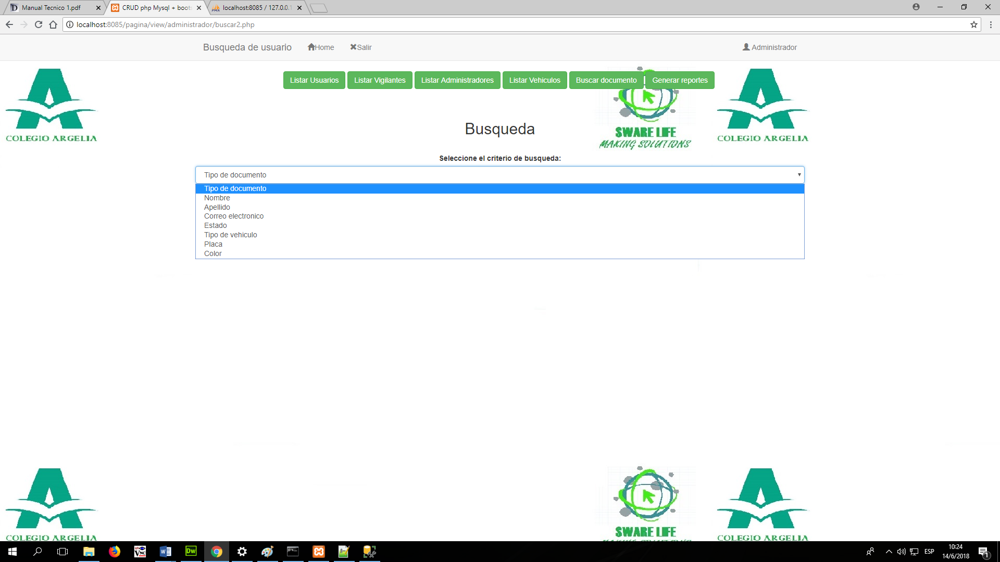 Manual Tecnico 1.pdf
CRUD php Mysql + boots
localhost:8085 / 127.0.0.1
localhost:8085/pagina/view/administrador/buscar2.php
Busqueda de usuario
Home
Salir
Administrador
Listar Usuarios
Listar Vigilantes
Listar Administradores
Listar Vehiculos
Buscar documento
Generar reportes
COLEGIO ARGELIA
SWARE LIFE
MAKING SOLUTIONS
COLEGIO ARGELIA
Busqueda
Seleccione el criterio de busqueda:
Tipo de documento
Tipo de documento
Nombre
Apellido
Correo electronico
Estado
Tipo de vehiculo
Placa
Color
COLEGIO ARGELIA
SWARE LIFE
MAKING SOLUTIONS
COLEGIO ARGELIA
ESP
10:24
14/6/2018
1